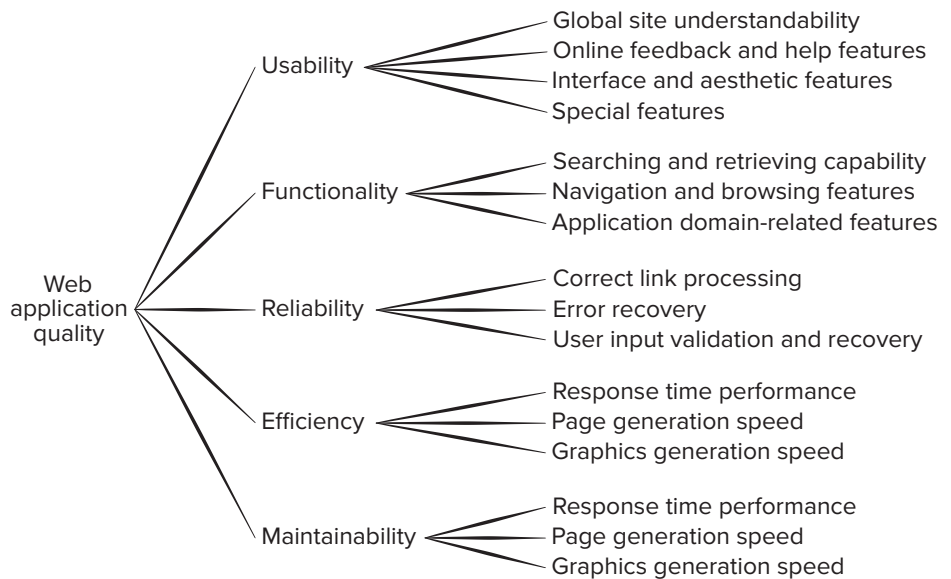 Web
application
quality
Usability
Global site understandability
Online feedback and help features
Interface and aesthetic features
Special features
Functionality
Searching and retrieving capability
Navigation and browsing features
Application domain-related features
Reliability
Correct link processing
Error recovery
User input validation and recovery
Efficiency
Response time performance
Page generation speed
Graphics generation speed
Maintainability
Response time performance
Page generation speed
Graphics generation speed